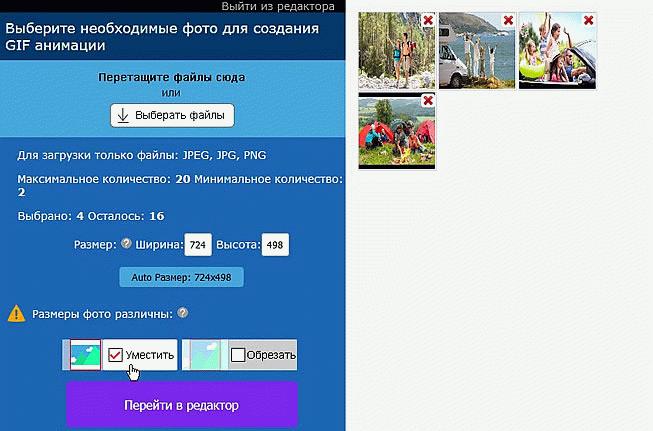 Выйти из редактора
Выберите необходимые фото для создания
GIF анимации
Перетащите файлы сюда
или
Выберать файлы
Для загрузки только файлы: JPEG, JPG, PNG
Максимальное количество: 20 Минимальное количество:
2
Выбрано: 4 Осталось: 16
Размер: ? Ширина: 724 Высота: 498
Auto Размер: 724x498
Размеры фото различны: ?
Уместить Обрезать
Перейти в редактор